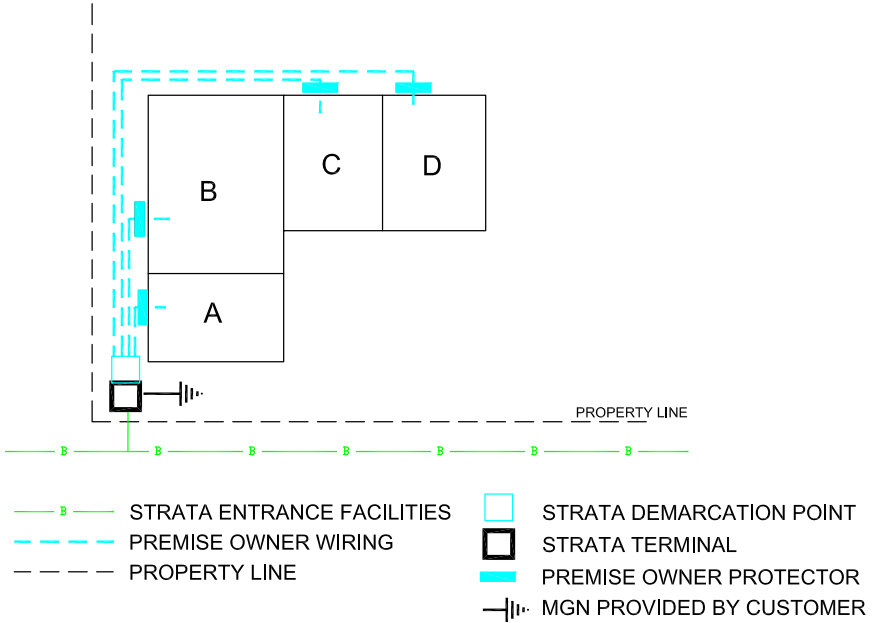 C
D
B
A
PROPERTY LINE
B B B B B B B
B STRATA ENTRANCE FACILITIES
PREMISE OWNER WIRING
PROPERTY LINE
STRATA DEMARCATION POINT
STRATA TERMINAL
PREMISE OWNER PROTECTOR
MGN PROVIDED BY CUSTOMER